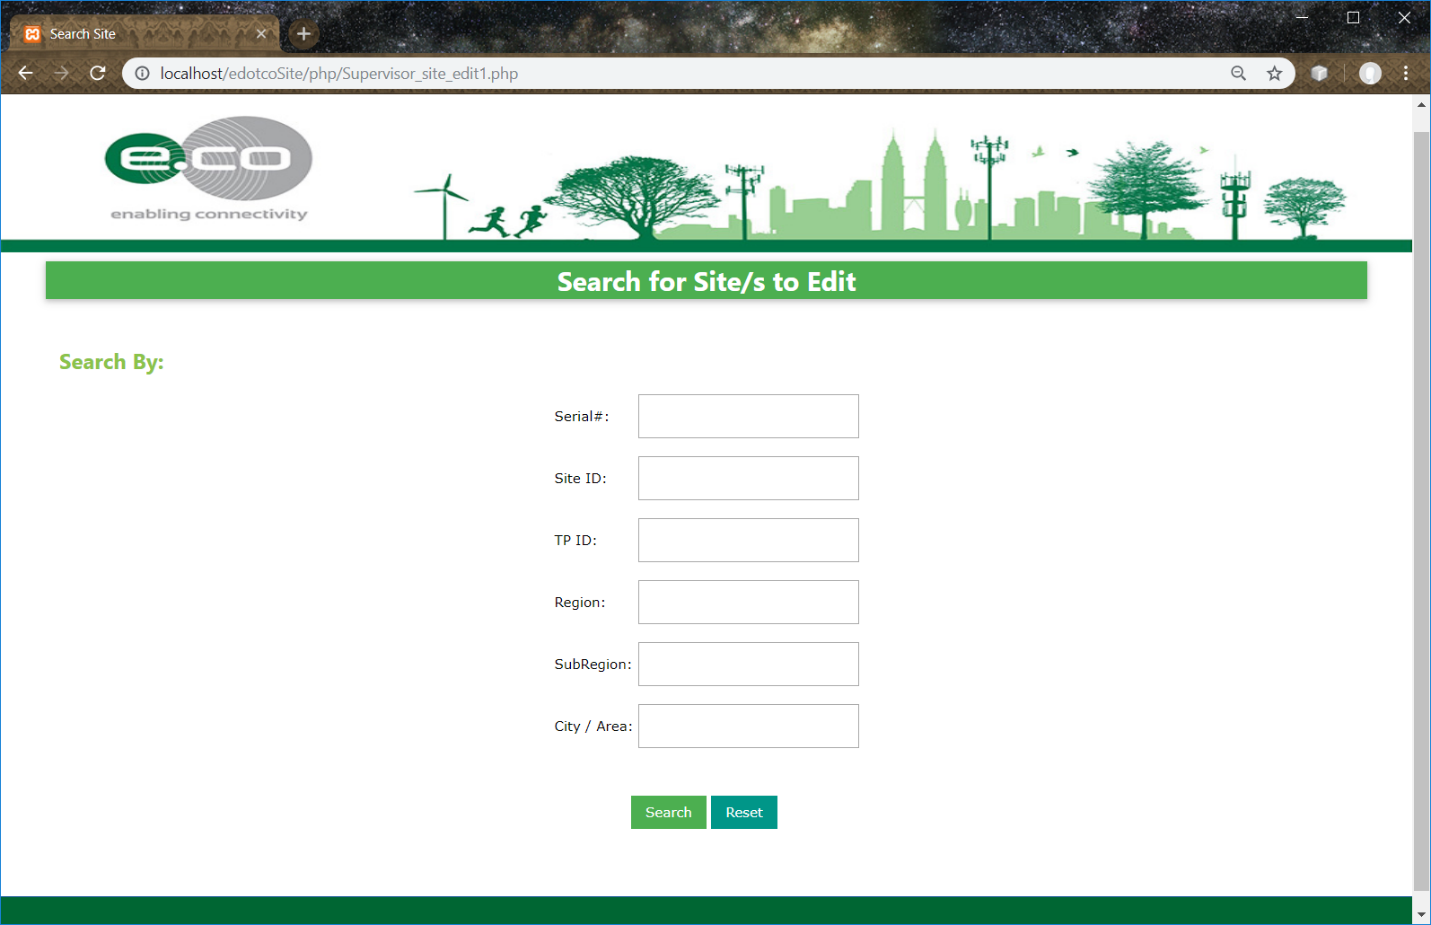 Search Site
localhost/edotcoSite/php/Supervisor_site_edit1.php
e.co
enabling connectivity
Search for Site/s to Edit
Search By:
Serial#:
Site ID:
TP ID:
Region:
SubRegion:
City / Area:
Search Reset